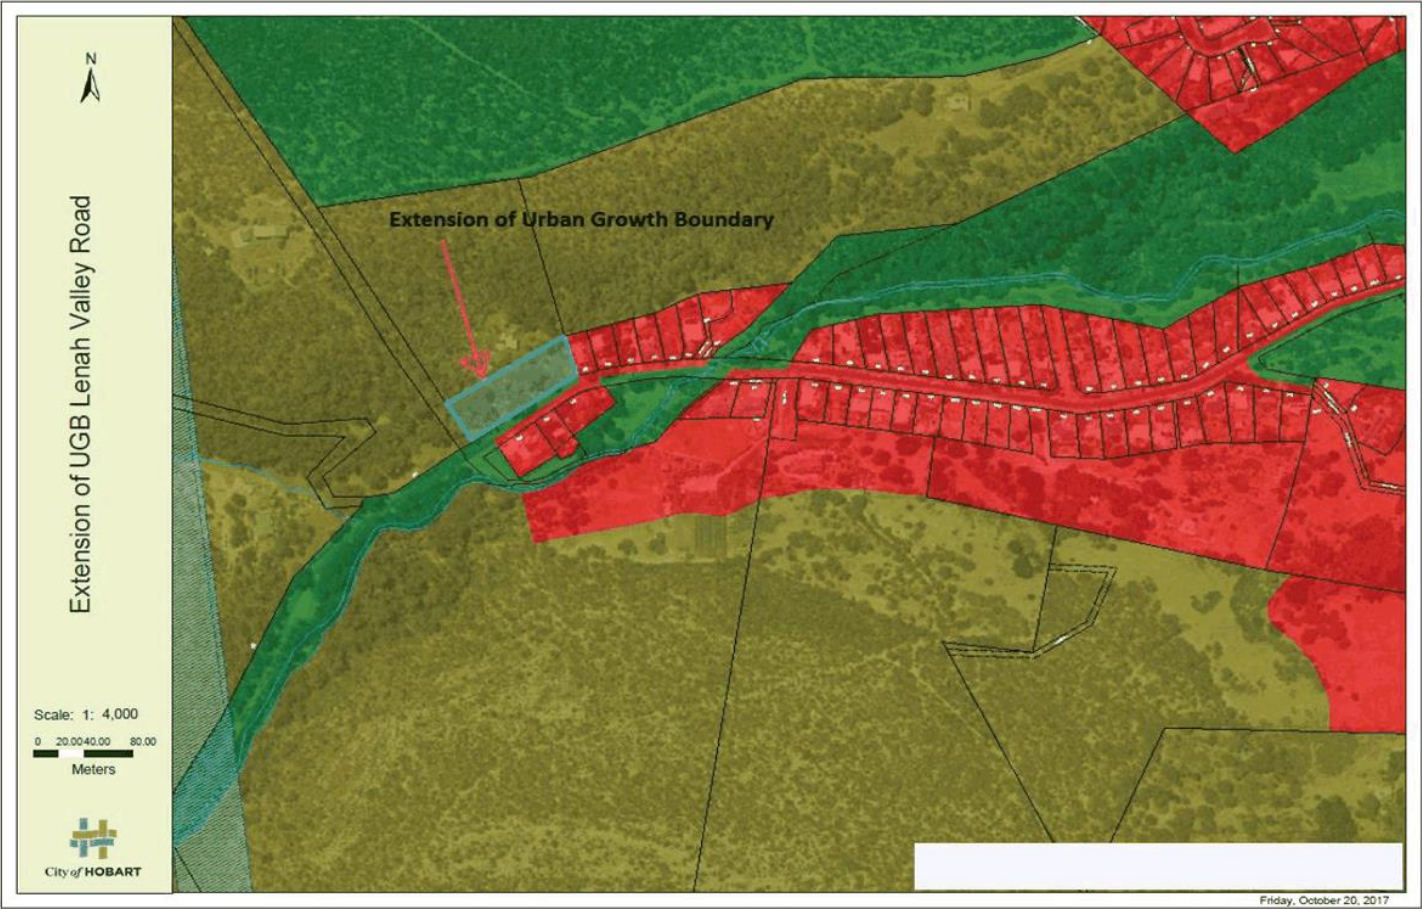 N
Extension of UGB Lenah Valley Road
Extension of Urban Growth Boundary
Scale: 1: 4,000
0 20.00 40.00 80.00
Meters
City of HOBART
Friday, October 20, 2017